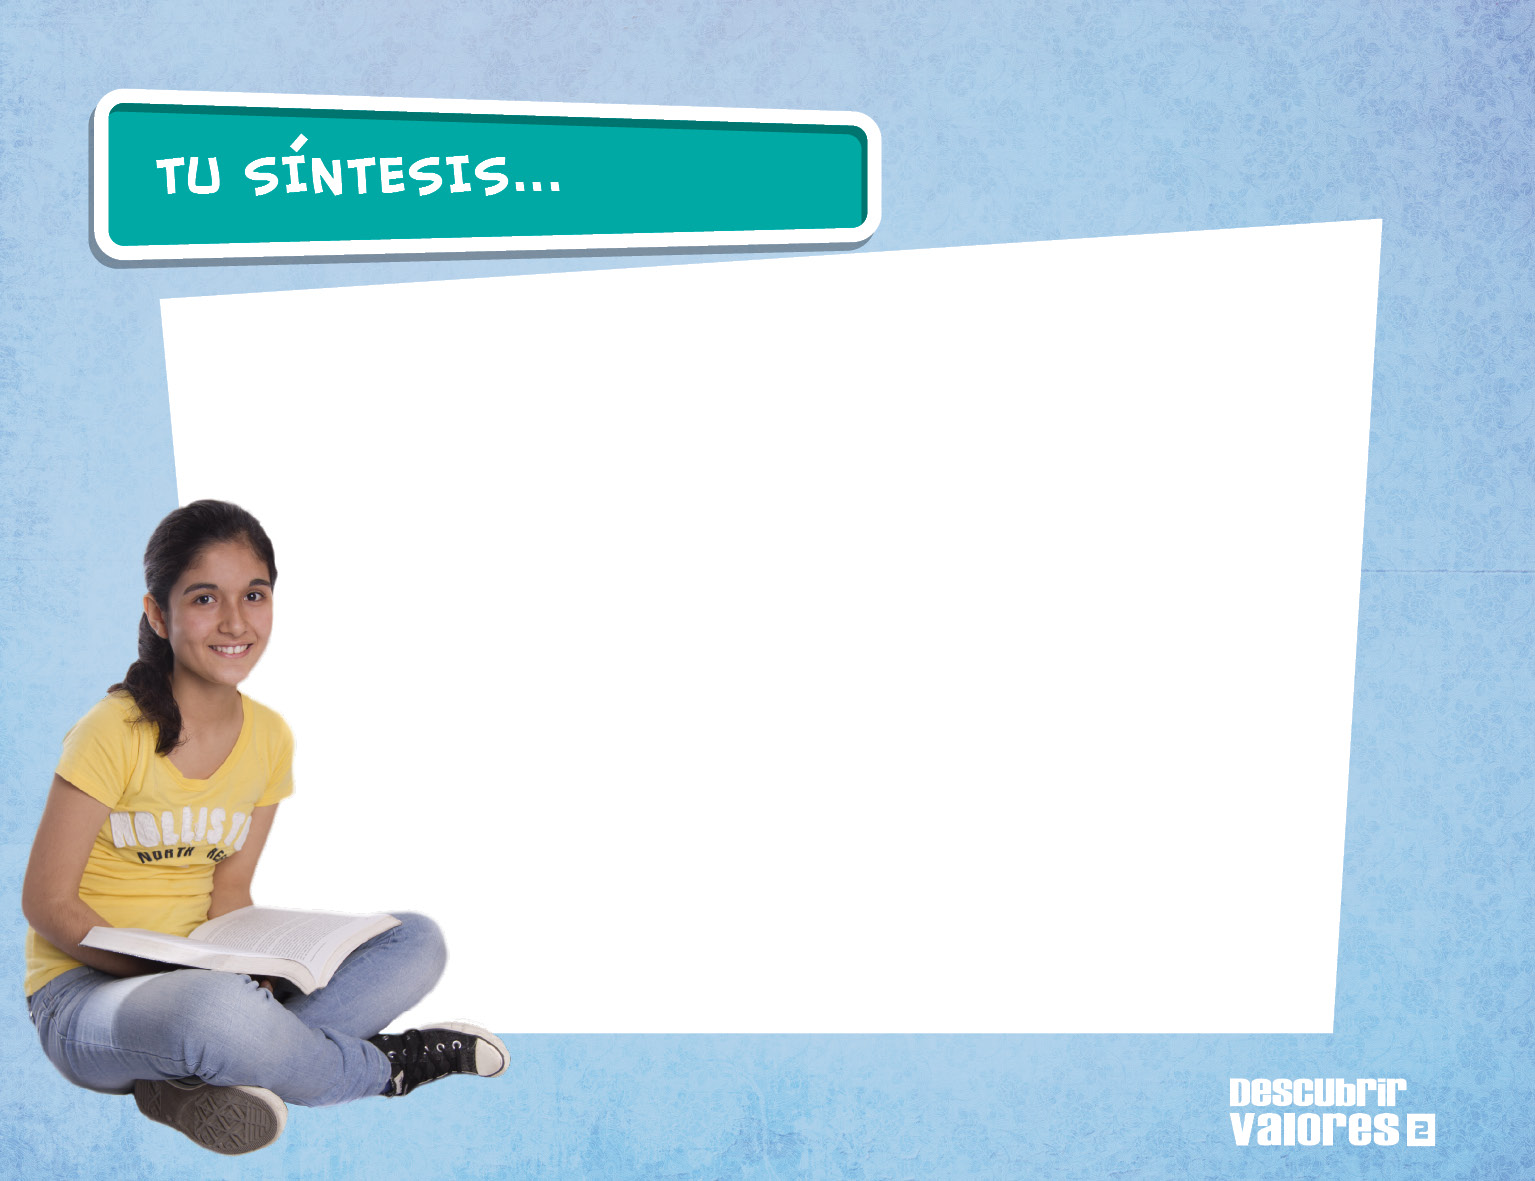 TU SÍNTESIS...
NORTH
DESCUBrIr
VALORES 2